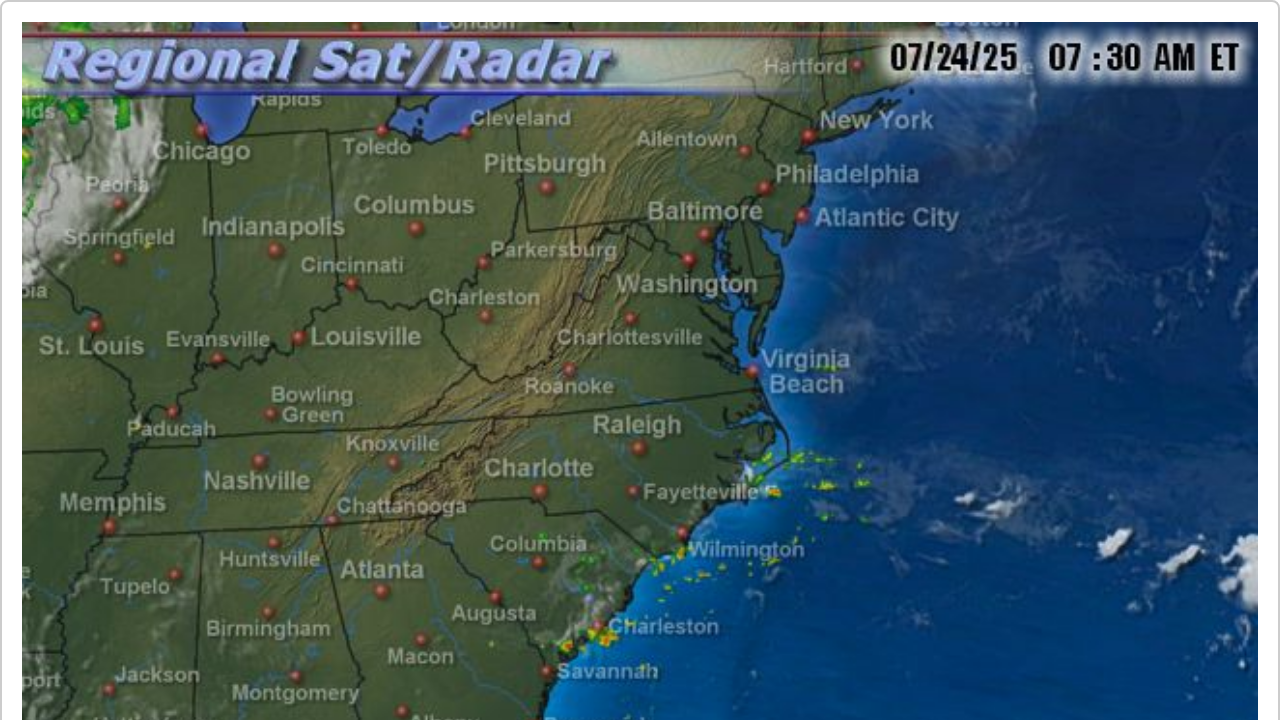 London
Boston
Regional Sat/Radar
07/24/25 07 : 30 AM ET
Hartford
Rapids
Cleveland
New York
Chicago
Toledo
Allentown
Pittsburgh
Philadelphia
Peoria
Columbus
Baltimore
Atlantic City
Indianapolis
Springfield
Parkersburg
Cincinnati
Washington
Charleston
St. Louis
Evansville
Louisville
Charlottesville
Virginia
Beach
Roanoke
Bowling
Green
Paducah
Raleigh
Knoxville
Charlotte
Nashville
Fayetteville
Memphis
Chattanooga
Columbia
Wilmington
Huntsville
Atlanta
Tupelo
Augusta
Charleston
Birmingham
Macon
Savannah
Jackson
Montgomery
Albany